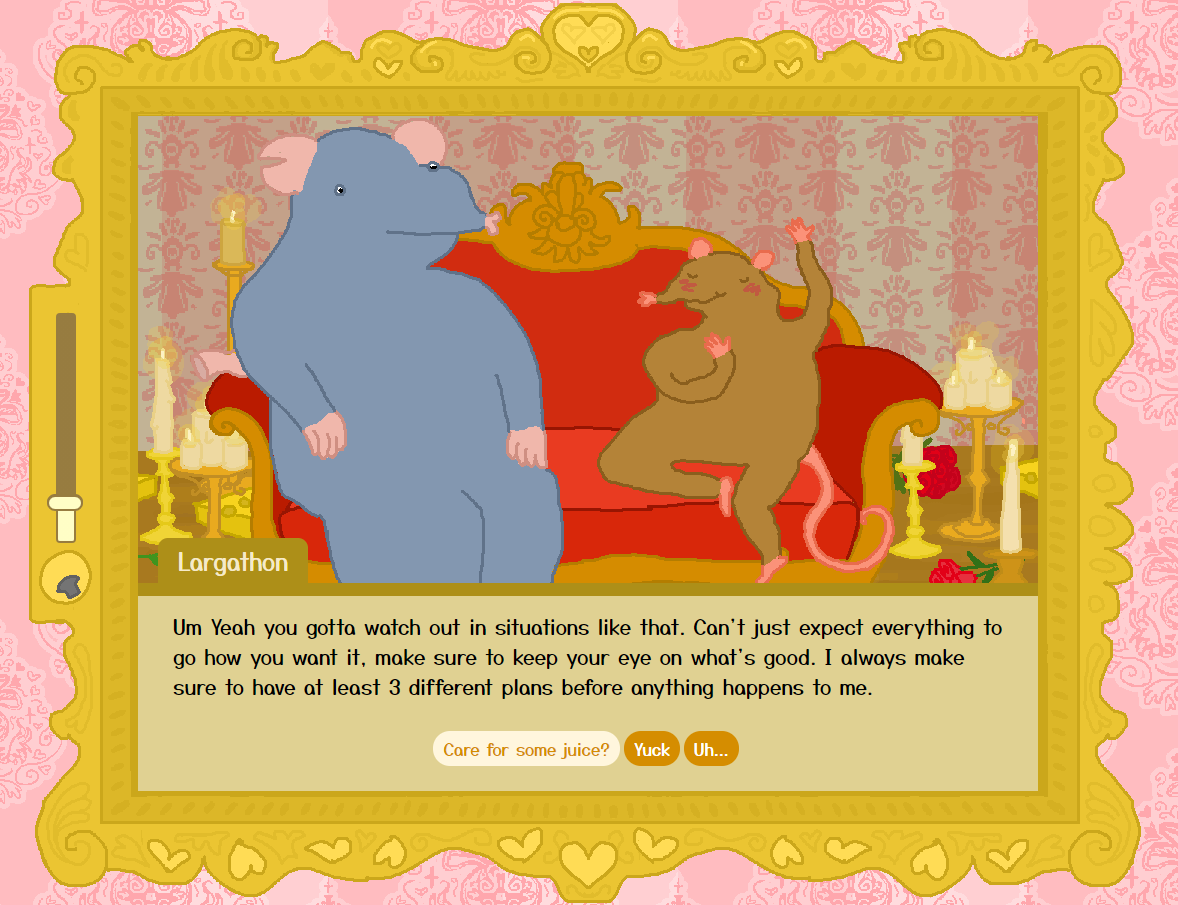 Largathon
Um Yeah you gotta watch out in situations like that. Can't just expect everything to
go how you want it, make sure to keep your eye on what's good. I always make
sure to have at least 3 different plans before anything happens to me.
Care for some juice? Yuck Uh...